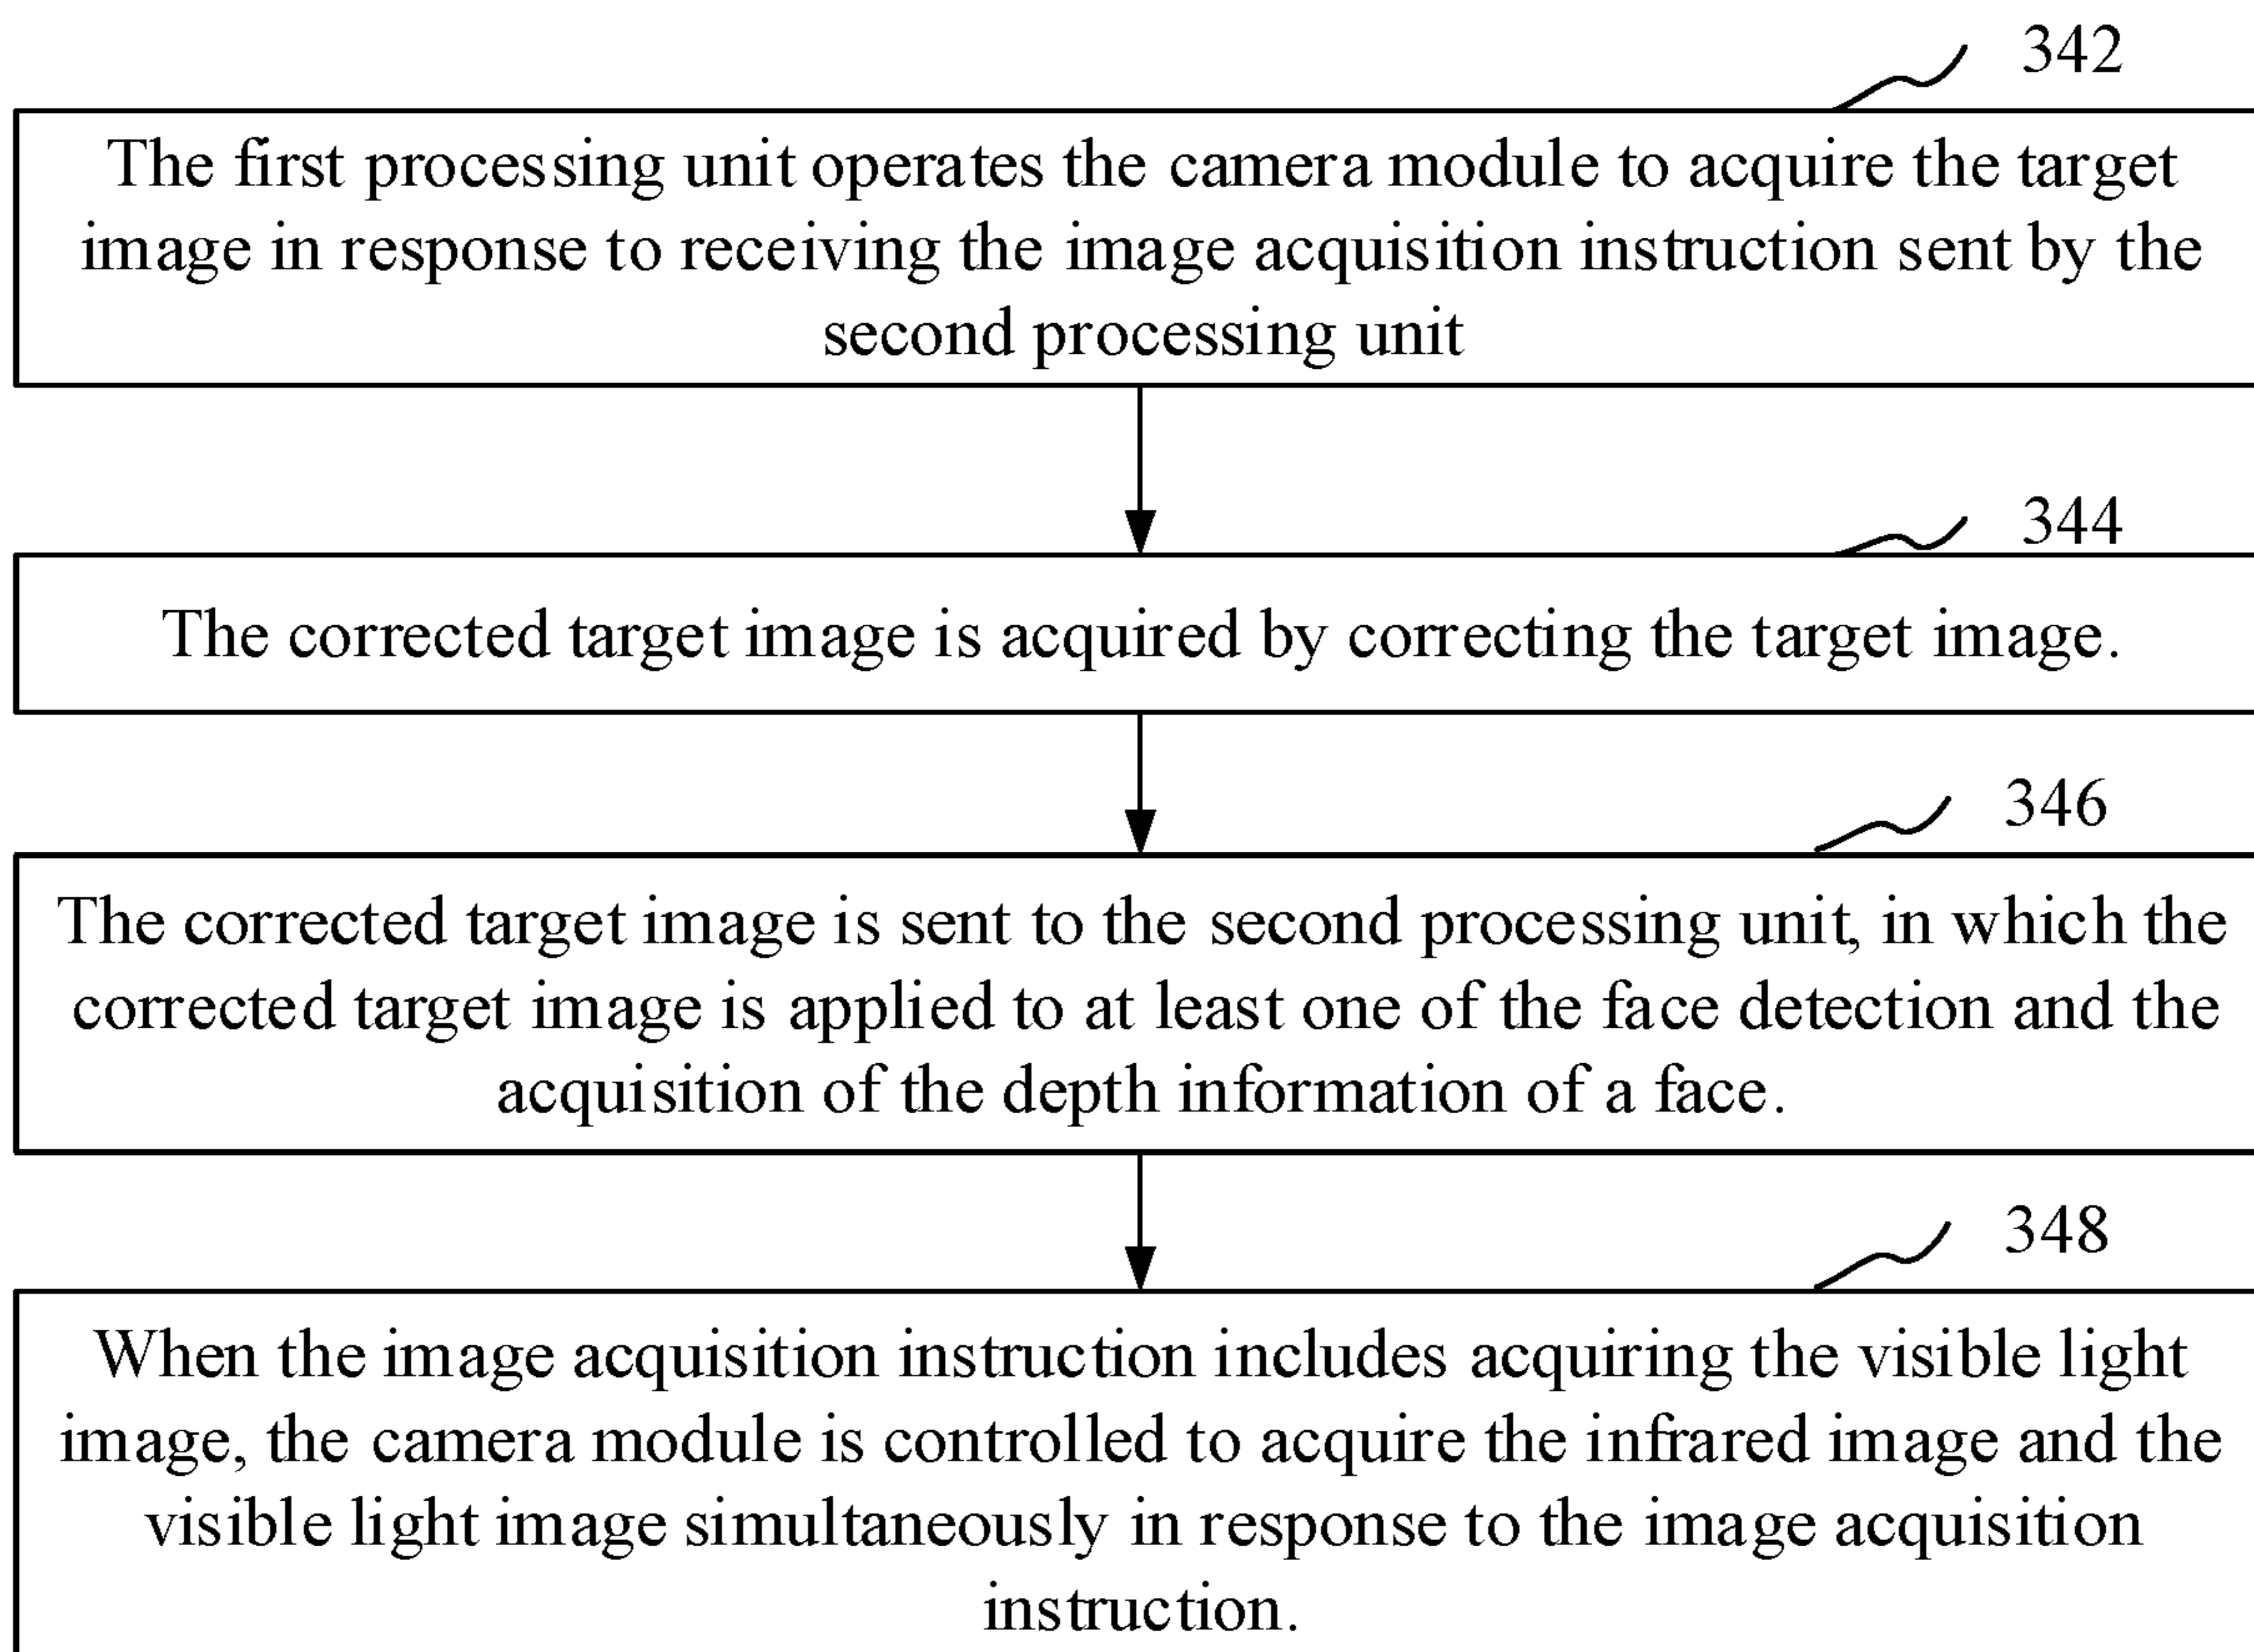 342
The first processing unit operates the camera module to acquire the target
image in response to receiving the image acquisition instruction sent by the
second processing unit
344
The corrected target image is acquired by correcting the target image.
346
The corrected target image is sent to the second processing unit, in which the
corrected target image is applied to at least one of the face detection and the
acquisition of the depth information of a face.
348
When the image acquisition instruction includes acquiring the visible light
image, the camera module is controlled to acquire the infrared image and the
visible light image simultaneously in response to the image acquisition
instruction.